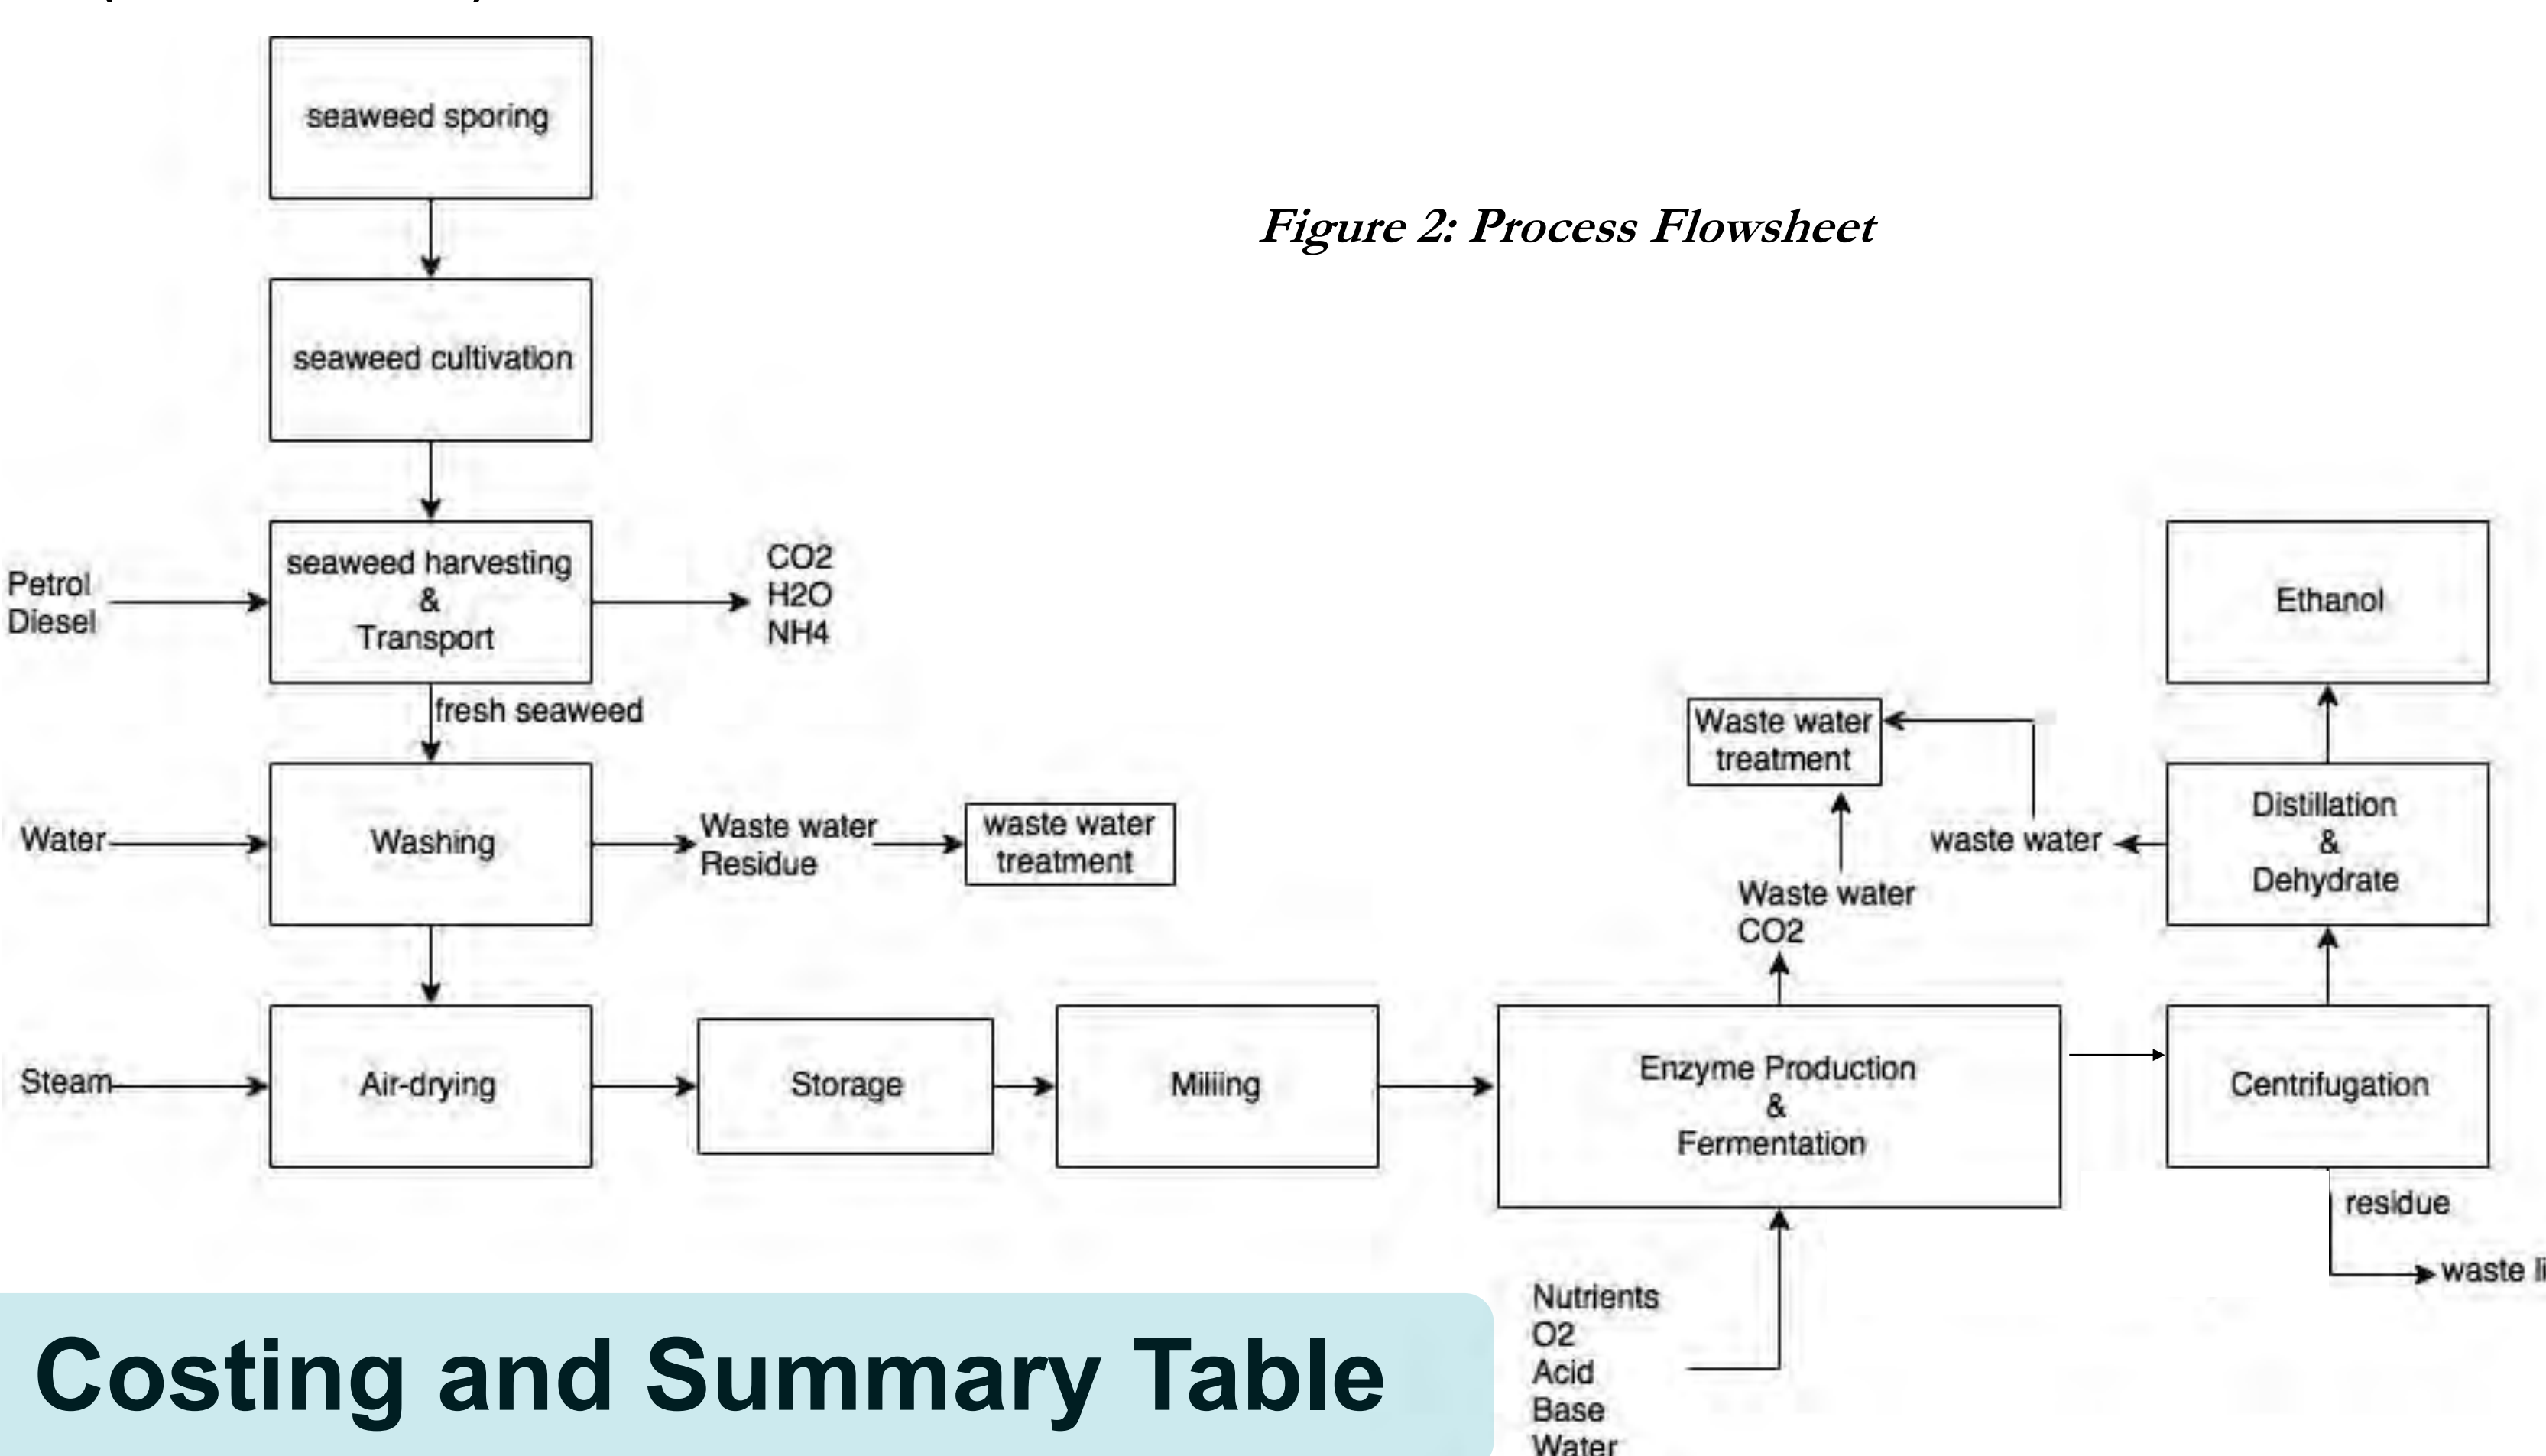 seaweed sporing
Figure 2: Process Flowsheet
seaweed cultivation
Petrol
Diesel
seaweed harvesting
&
Transport
CO2
H2O
NH4
fresh seaweed
Water
Washing
Waste water
Residue
waste water
treatment
Steam
Air-drying
Storage
Milling
Enzyme Production
&
Fermentation
Nutrients
O2
Acid
Base
Water
Waste water
CO2
Waste water
treatment
waste water
Distillation
&
Dehydrate
Ethanol
Centrifugation
residue
waste
Costing and Summary Table